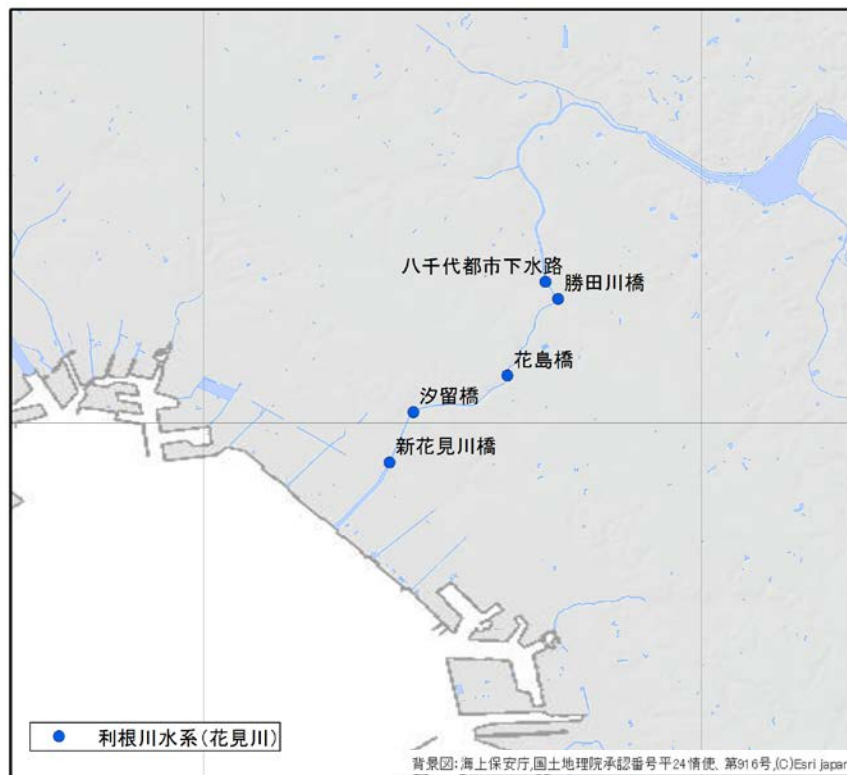 八千代都市下水路
勝田川橋
花島橋
汐留橋
新花見川橋
利根川水系(花見川)
背景図: 海上保安庁,国土地理院承認番号平24情使、第916号,(C)Esri japan